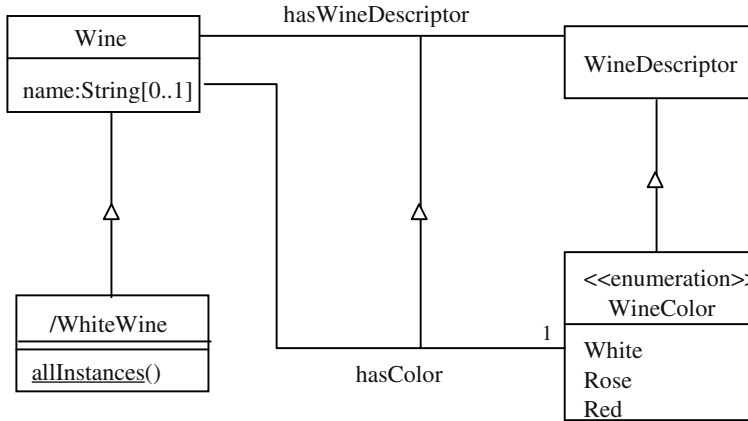 hasWineDescriptor
Wine
name:String[0..1]
WineDescriptor
/WhiteWine
allInstances()
<<enumeration>>
WineColor
White
Rose
Red
1
hasColor